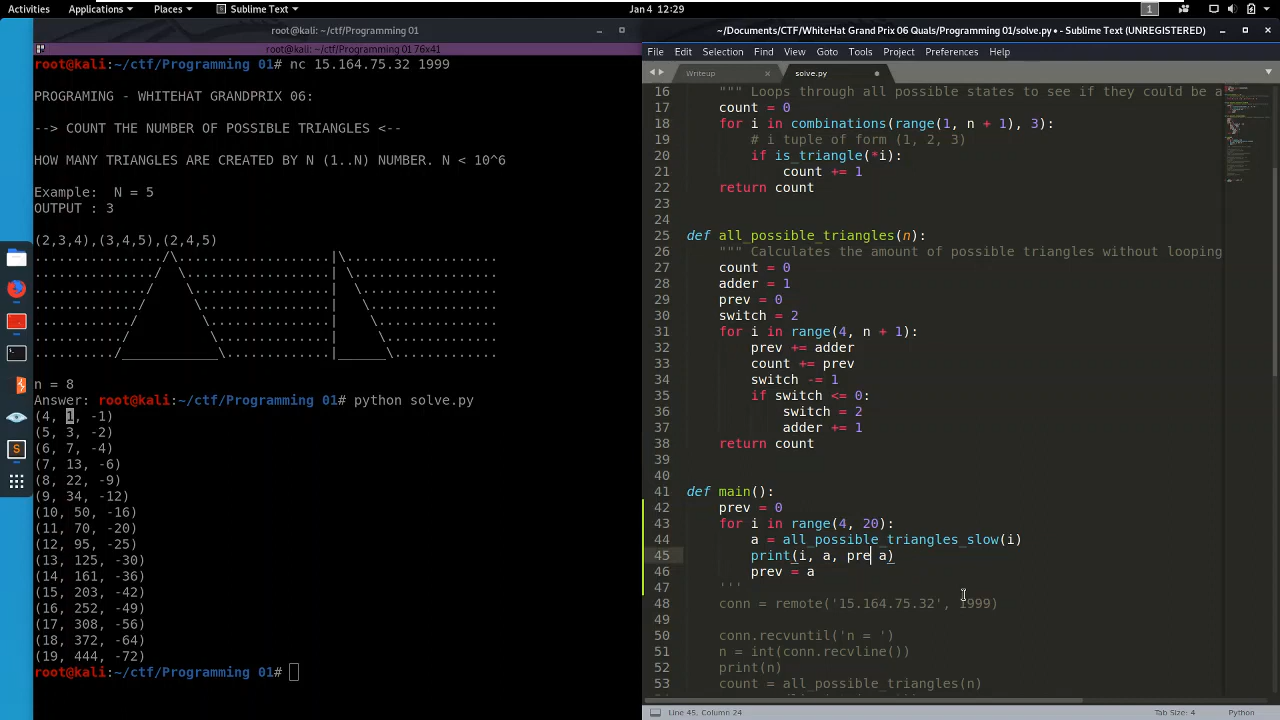 Activities Applications Places Sublime Text Jan 4 12:29 1
root@kali: ~/ctf/Programming 01
root@kali: ~/ctf/Programming 01 76x41
root@kali:~/ctf/Programming 01# nc 15.164.75.32 1999
PROGRAMING - WHITEHAT GRANDPRIX 06:
--> COUNT THE NUMBER OF POSSIBLE TRIANGLES <--
HOW MANY TRIANGLES ARE CREATED BY N (1..N) NUMBER. N < 10^6
Example:  N = 5
OUTPUT : 3
(2,3,4),(3,4,5),(2,4,5)
n = 8
Answer: root@kali:~/ctf/Programming 01# python solve.py
(4, 1, -1)
(5, 3, -2)
(6, 7, -4)
(7, 13, -6)
(8, 22, -9)
(9, 34, -12)
(10, 50, -16)
(11, 70, -20)
(12, 95, -25)
(13, 125, -30)
(14, 161, -36)
(15, 203, -42)
(16, 252, -49)
(17, 308, -56)
(18, 372, -64)
(19, 444, -72)
root@kali:~/ctf/Programming 01#
~/Documents/CTF/WhiteHat Grand Prix 06 Quals/Programming 01/solve.py • - Sublime Text (UNREGISTERED)
File Edit Selection Find View Goto Tools Project Preferences Help
Writeup × solve.py
16 """ Loops through all possible states to see if they could be a
17 count = 0
18 for i in combinations(range(1, n + 1), 3):
19 # i tuple of form (1, 2, 3)
20 if is_triangle(*i):
21 count += 1
22 return count
23
24
25 def all_possible_triangles(n):
26 """ Calculates the amount of possible triangles without looping
27 count = 0
28 adder = 1
29 prev = 0
30 switch = 2
31 for i in range(4, n + 1):
32 prev += adder
33 count += prev
34 switch -= 1
35 if switch <= 0:
36 switch = 2
37 adder += 1
38 return count
39
40
41 def main():
42 prev = 0
43 for i in range(4, 20):
44 a = all_possible_triangles_slow(i)
45 print(i, a, pre a)
46 prev = a
47 '''
48 conn = remote('15.164.75.32', 1999)
49
50 conn.recvuntil('n = ')
51 n = int(conn.recvline())
52 print(n)
53 count = all_possible_triangles(n)
Line 45, Column 24 Tab Size: 4 Python